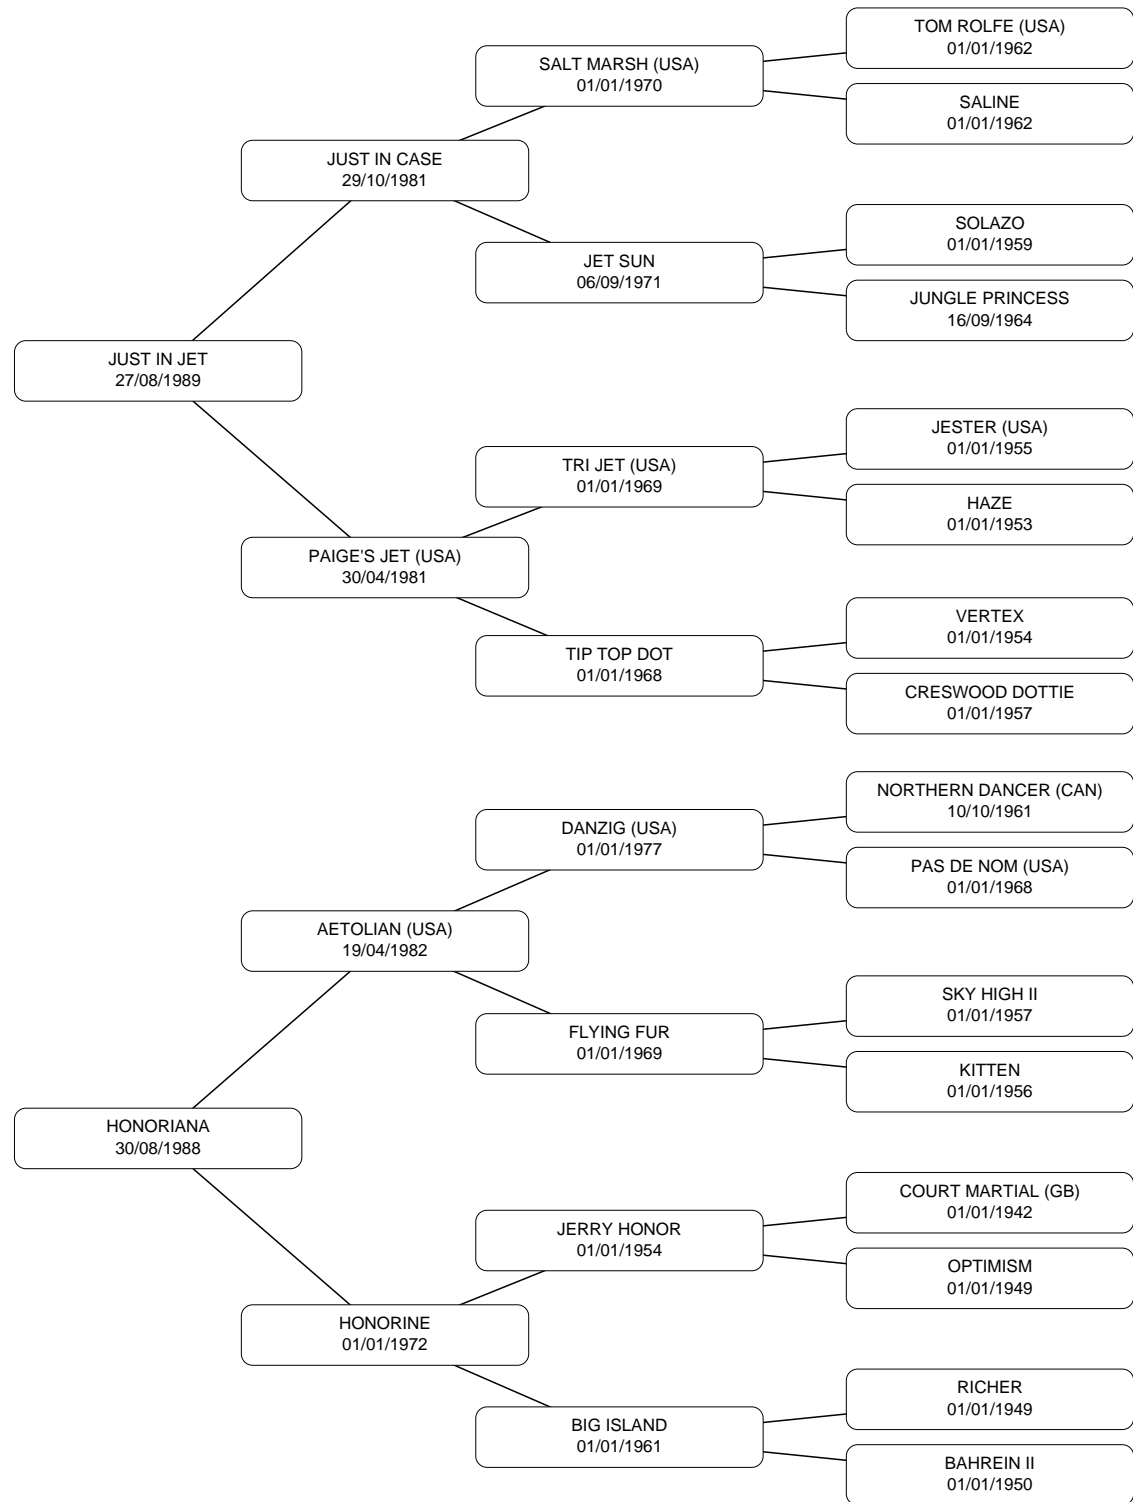 TOM ROLFE (USA)
01/01/1962
SALT MARSH (USA)
01/01/1970
SALINE
01/01/1962
JUST IN CASE
29/10/1981
SOLAZO
01/01/1959
JET SUN
06/09/1971
JUNGLE PRINCESS
16/09/1964
JUST IN JET
27/08/1989
JESTER (USA)
01/01/1955
TRI JET (USA)
01/01/1969
HAZE
01/01/1953
PAIGE'S JET (USA)
30/04/1981
VERTEX
01/01/1954
TIP TOP DOT
01/01/1968
CRESWOOD DOTTIE
01/01/1957
NORTHERN DANCER (CAN)
10/10/1961
DANZIG (USA)
01/01/1977
PAS DE NOM (USA)
01/01/1968
AETOLIAN (USA)
19/04/1982
SKY HIGH II
01/01/1957
FLYING FUR
01/01/1969
KITTEN
01/01/1956
HONORIANA
30/08/1988
COURT MARTIAL (GB)
01/01/1942
JERRY HONOR
01/01/1954
OPTIMISM
01/01/1949
HONORINE
01/01/1972
RICHER
01/01/1949
BIG ISLAND
01/01/1961
BAHREIN II
01/01/1950